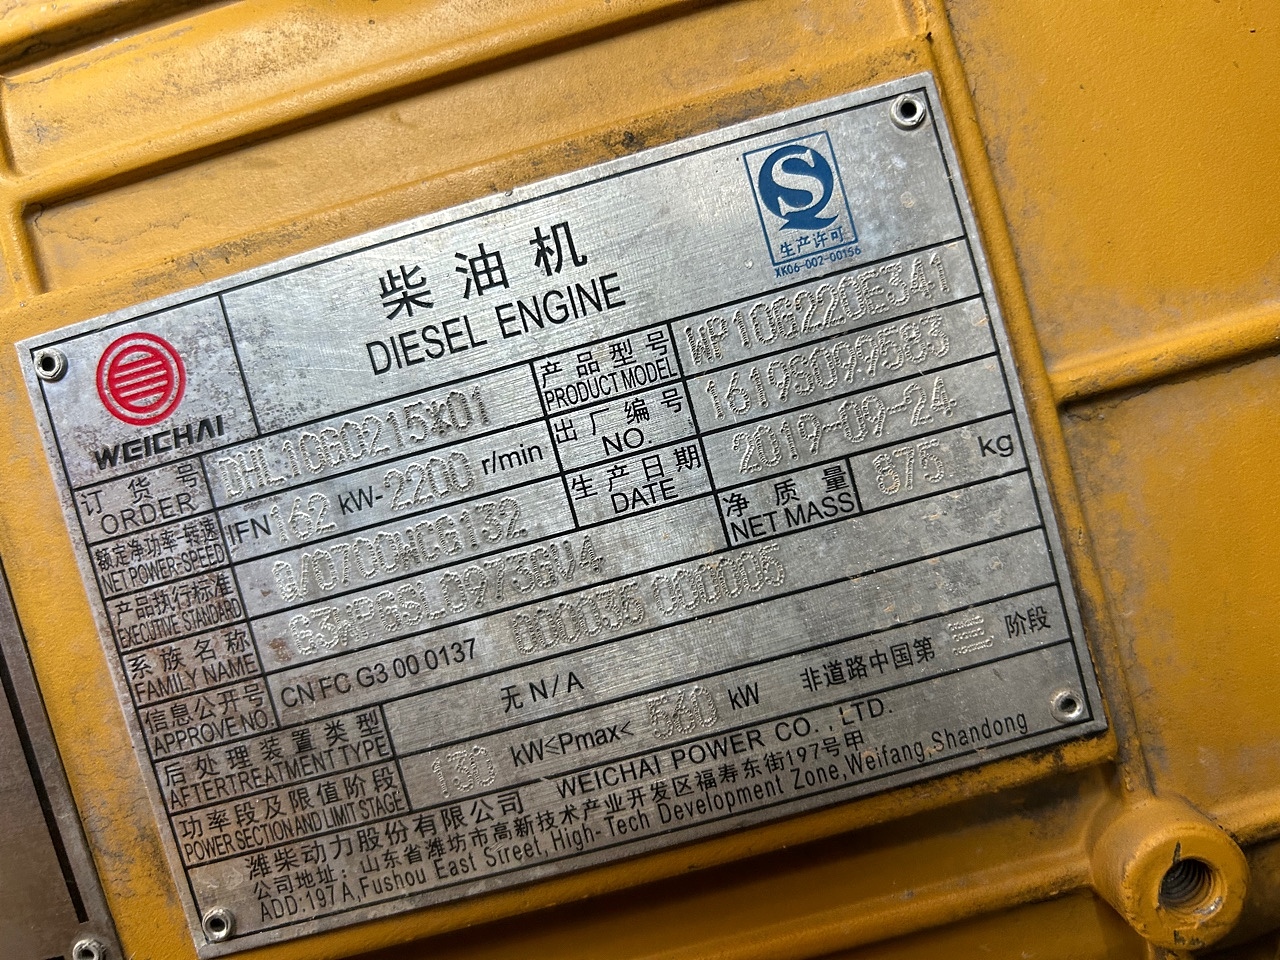 柴油机
DIESEL ENGINE
生产许可
XK06-002-00156
WEICHAI
订货号 ORDER DHL10G0215X01
产品型号 PRODUCT MODEL WP10G220E341
额定净功率-转速 NET POWER-SPEED IFN 162 kW-2200 r/min
出厂编号 NO. 1619S099583
产品执行标准 EXECUTIVE STANDARD Q/0700WCG132
生产日期 DATE 2019-09-24
系族名称 FAMILY NAME
净质量 NET MASS 875 kg
信息公开号 APPROVE NO. CN FC G3 00 0137 000036 000005
后处理装置类型 AFTERTREATMENT TYPE 无 N/A
功率段及限值阶段 POWER SECTION AND LIMIT STAGE 130 kW≤Pmax< 560 kW 非道路中国第 三 阶段
潍柴动力股份有限公司 WEICHAI POWER CO.,LTD.
公司地址：山东省潍坊市高新技术产业开发区福寿东街197号甲
ADD:197 A,Fushou East Street,High-Tech Development Zone,Weifang,Shandong